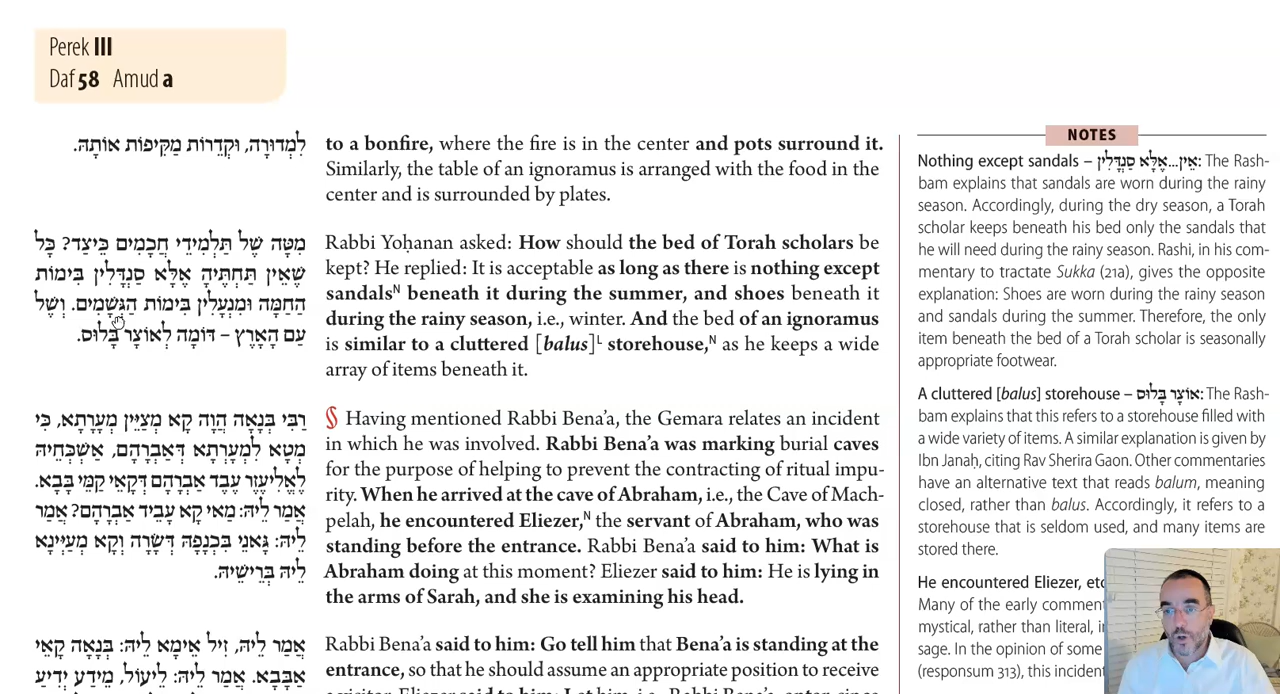 Perek III
Daf 58 Amud a
לִמְדוּרָה, וּקְדֵרוֹת מַקִּיפוֹת אוֹתָהּ.
מִטָּה שֶׁל תַּלְמִידֵי חֲכָמִים כֵּיצַד? כֹּל
שֶׁאֵין תַּחְתֶּיהָ אֶלָּא סַנְדָּלִין בִּימוֹת
הַחַמָּה וּמִנְעָלִין בִּימוֹת הַגְּשָׁמִים. וְשֶׁל
עַם הָאָרֶץ – דּוֹמָה לְאוֹצָר בָּלוּס.
רַבִּי בְּנָאָה הֲוָה קָא מְצַיֵּין מְעָרָתָא, כִּי
מְטָא לִמְעָרְתָּא דְּאַבְרָהָם, אַשְׁכְּחֵיהּ
לֶאֱלִיעֶזֶר עֶבֶד אַבְרָהָם דְּקָאֵי קַמֵּי בָּבָא.
אֲמַר לֵיהּ: מַאי קָא עָבֵיד אַבְרָהָם? אֲמַר
לֵיהּ: גָּאנֵי בְּכַנְפָהּ דְּשָׂרָה וְקָא מְעַיְּינָא
לֵיהּ בְּרֵישֵׁיהּ.
אֲמַר לֵיהּ, זִיל אֵימָא לֵיהּ: בְּנָאָה קָאֵי
אַבָּבָא. אֲמַר לֵיהּ: לֵיעוּל, מִידָּע יְדִיעַ
to a bonfire, where the fire is in the center and pots surround it.
Similarly, the table of an ignoramus is arranged with the food in the
center and is surrounded by plates.
Rabbi Yoḥanan asked: How should the bed of Torah scholars be
kept? He replied: It is acceptable as long as there is nothing except
sandalsᴺ beneath it during the summer, and shoes beneath it
during the rainy season, i.e., winter. And the bed of an ignoramus
is similar to a cluttered [balus]ᴸ storehouse,ᴺ as he keeps a wide
array of items beneath it.
§ Having mentioned Rabbi Bena'a, the Gemara relates an incident
in which he was involved. Rabbi Bena'a was marking burial caves
for the purpose of helping to prevent the contracting of ritual impu-
rity. When he arrived at the cave of Abraham, i.e., the Cave of Mach-
pelah, he encountered Eliezer,ᴺ the servant of Abraham, who was
standing before the entrance. Rabbi Bena'a said to him: What is
Abraham doing at this moment? Eliezer said to him: He is lying in
the arms of Sarah, and she is examining his head.
Rabbi Bena'a said to him: Go tell him that Bena'a is standing at the
entrance, so that he should assume an appropriate position to receive
a visitor. Eliezer said to him: Let him, i.e., Rabbi Bena'a, enter, since
NOTES
Nothing except sandals – אֵין...אֶלָּא סַנְדָּלִין: The Rash-
bam explains that sandals are worn during the rainy
season. Accordingly, during the dry season, a Torah
scholar keeps beneath his bed only the sandals that
he will need during the rainy season. Rashi, in his com-
mentary to tractate Sukka (21a), gives the opposite
explanation: Shoes are worn during the rainy season
and sandals during the summer. Therefore, the only
item beneath the bed of a Torah scholar is seasonally
appropriate footwear.
A cluttered [balus] storehouse – אוֹצָר בָּלוּס: The Rash-
bam explains that this refers to a storehouse filled with
a wide variety of items. A similar explanation is given by
Ibn Janaḥ, citing Rav Sherira Gaon. Other commentaries
have an alternative text that reads balum, meaning
closed, rather than balus. Accordingly, it refers to a
storehouse that is seldom used, and many items are
stored there.
He encountered Eliezer, etc
Many of the early comment
mystical, rather than literal, i
sage. In the opinion of some
(responsum 313), this incident